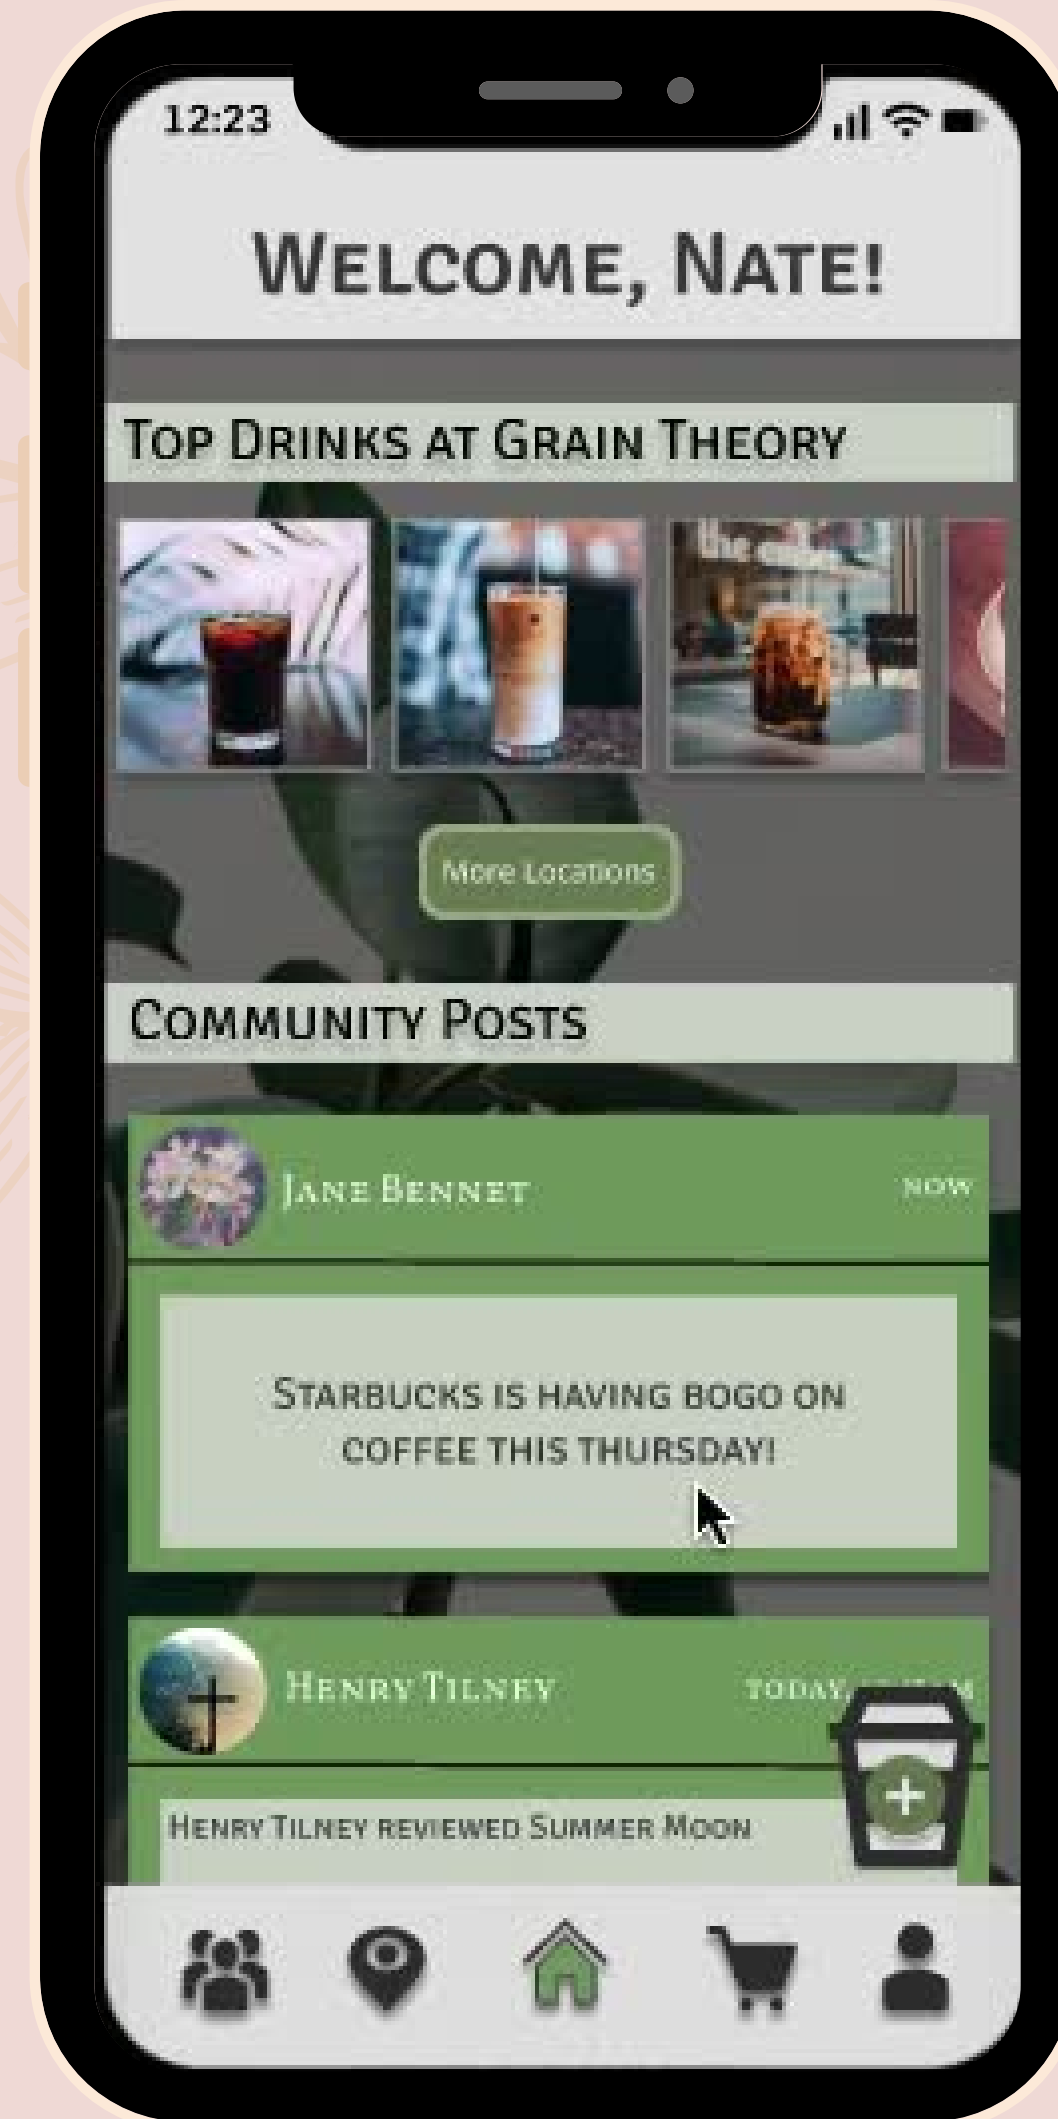 12:23
Welcome, Nate!
Top Drinks at Grain Theory
More Locations
Community Posts
Jane Bennet
now
Starbucks is having BOGO on
coffee this Thursday!
Henry Tilney
today,
Henry Tilney reviewed Summer Moon